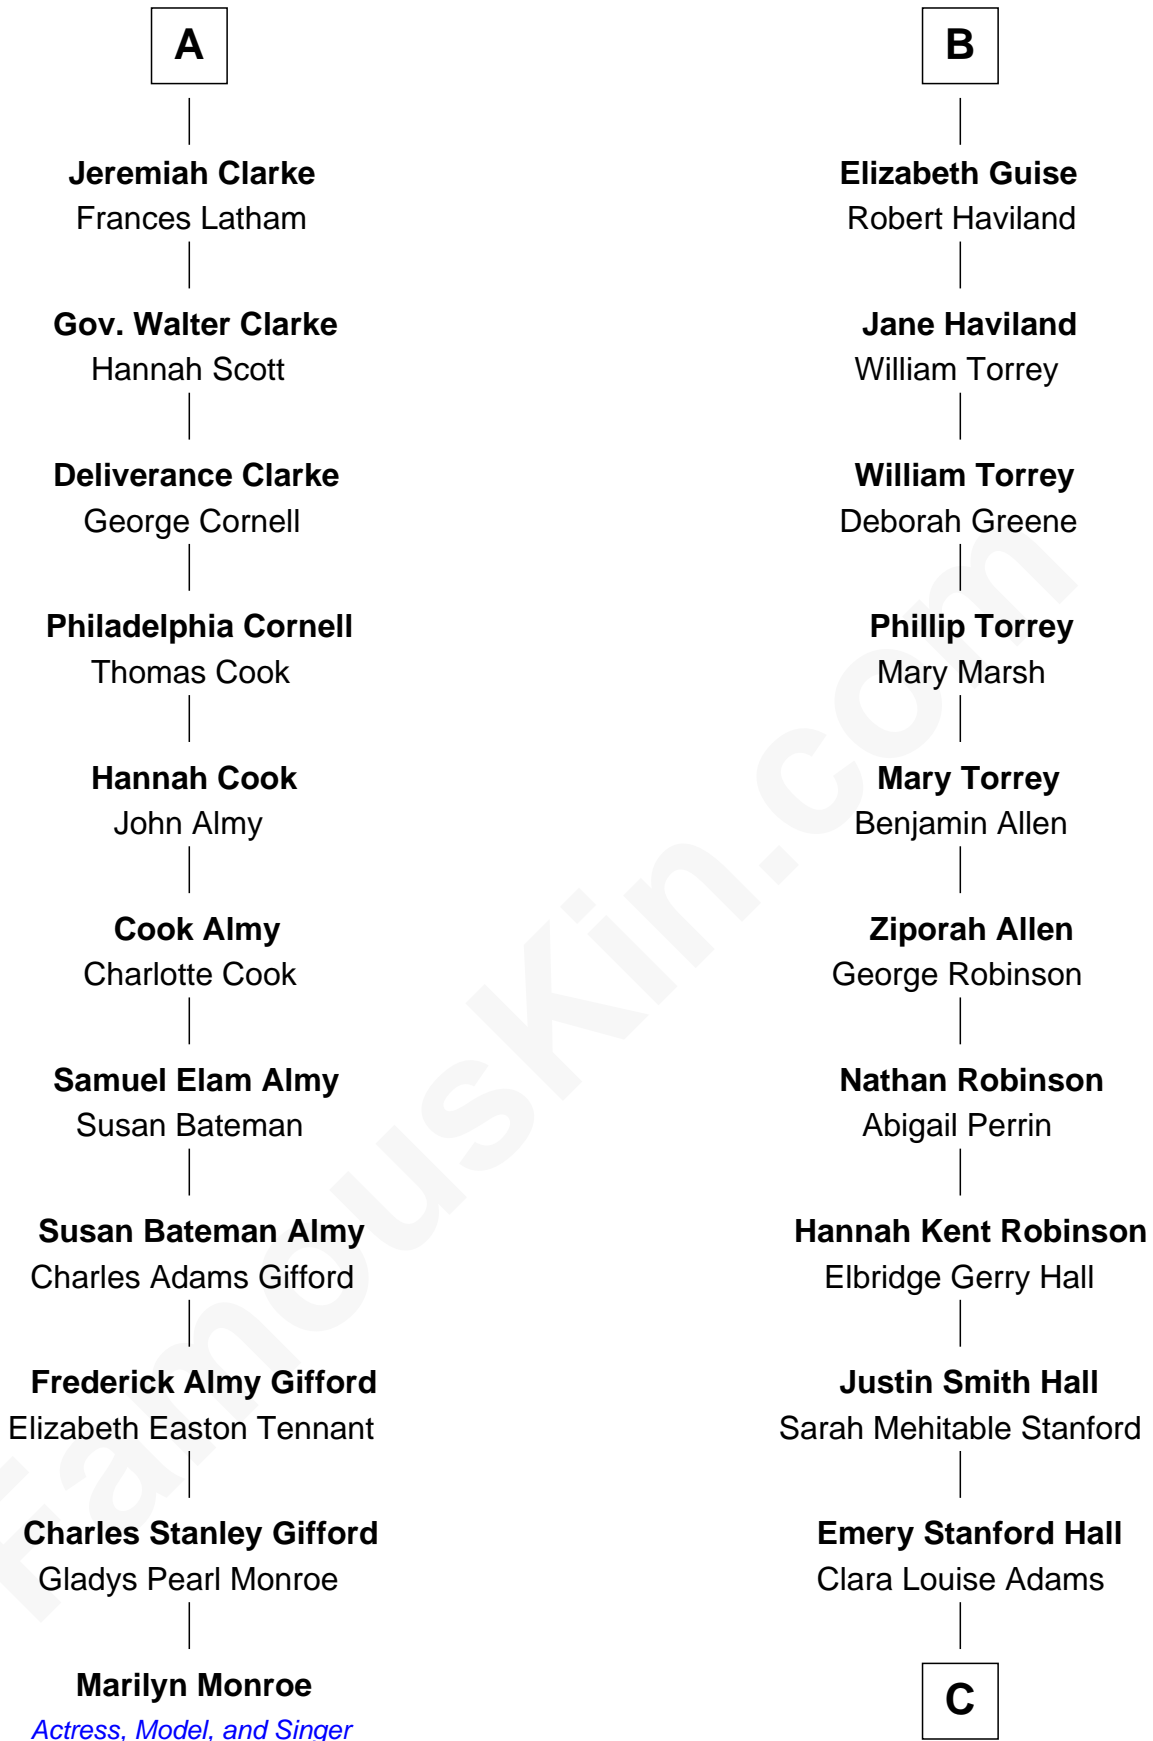 A
Jeremiah Clarke
Frances Latham
Gov. Walter Clarke
Hannah Scott
Deliverance Clarke
George Cornell
Philadelphia Cornell
Thomas Cook
Hannah Cook
John Almy
Cook Almy
Charlotte Cook
Samuel Elam Almy
Susan Bateman
Susan Bateman Almy
Charles Adams Gifford
Frederick Almy Gifford
Elizabeth Easton Tennant
Charles Stanley Gifford
Gladys Pearl Monroe
Marilyn Monroe
Actress, Model, and Singer
B
Elizabeth Guise
Robert Haviland
Jane Haviland
William Torrey
William Torrey
Deborah Greene
Phillip Torrey
Mary Marsh
Mary Torrey
Benjamin Allen
Ziporah Allen
George Robinson
Nathan Robinson
Abigail Perrin
Hannah Kent Robinson
Elbridge Gerry Hall
Justin Smith Hall
Sarah Mehitable Stanford
Emery Stanford Hall
Clara Louise Adams
C
FamousKin.com